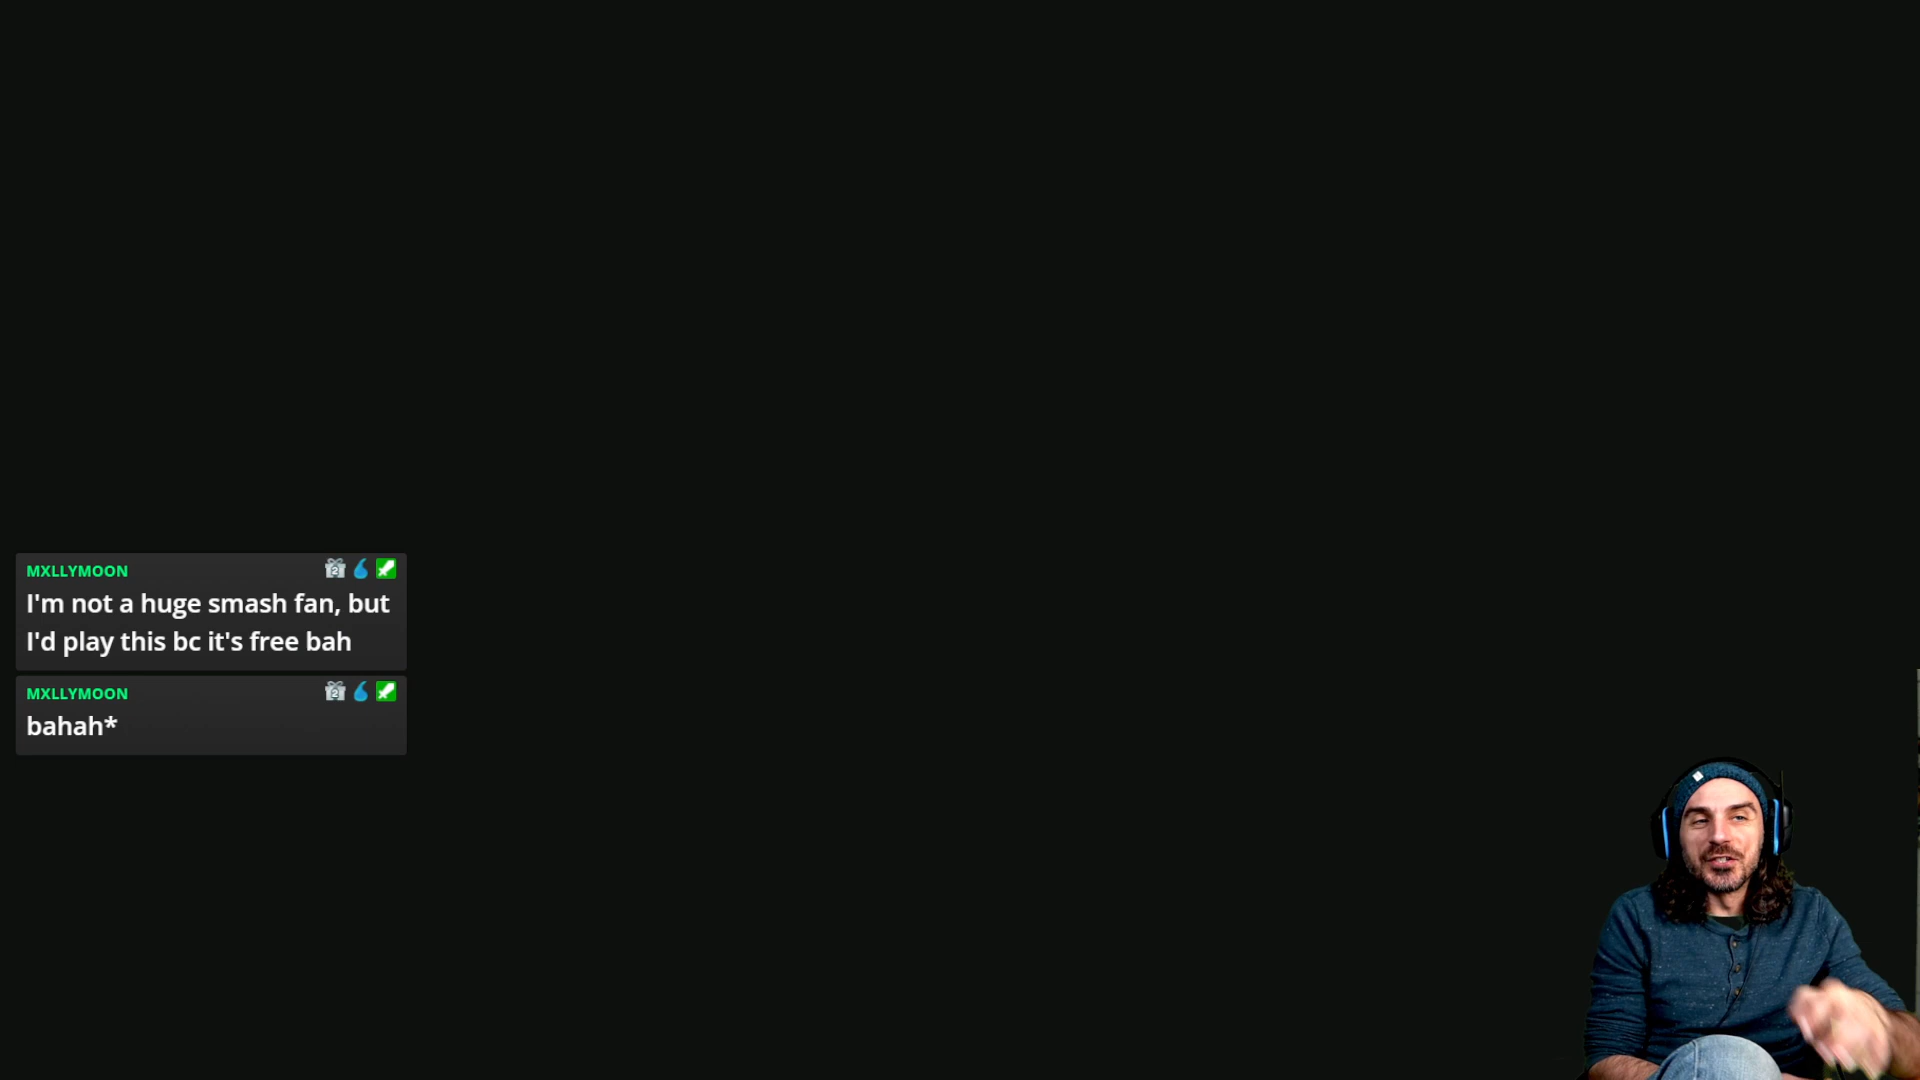 MXLLYMOON
I'm not a huge smash fan, but
I'd play this bc it's free bah
MXLLYMOON
bahah*